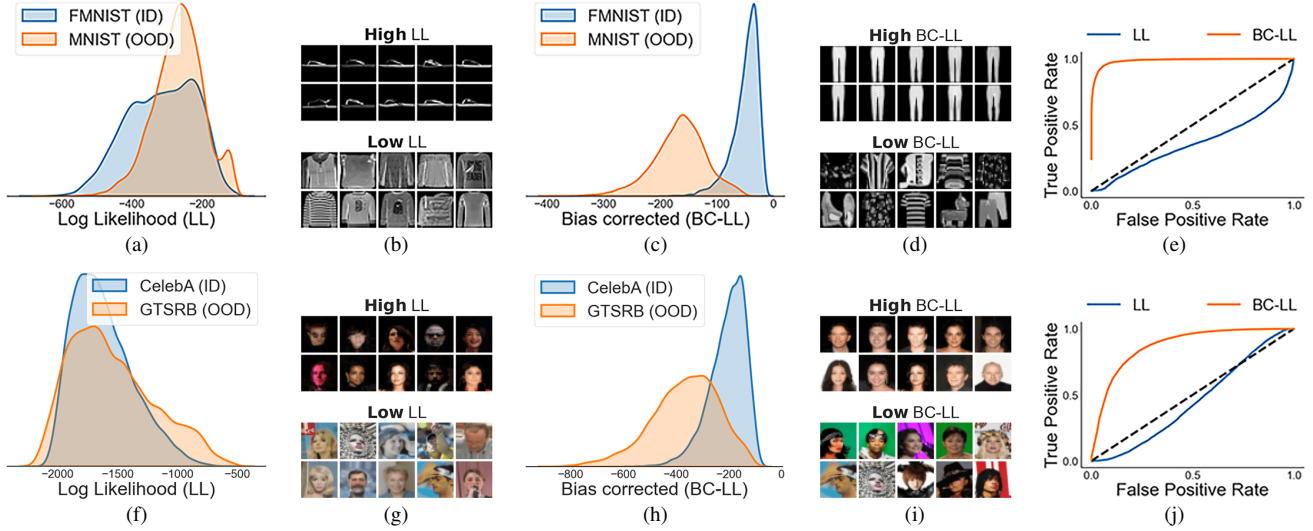 FMNIST (ID)
MNIST (OOD)
−600
−400
−200
Log Likelihood (LL)
(a)
High LL
Low LL
(b)
FMNIST (ID)
MNIST (OOD)
−400
−300
−200
−100
0
Bias corrected (BC-LL)
(c)
High BC-LL
Low BC-LL
(d)
LL
BC-LL
True Positive Rate
1.0
0.5
0.0
0.0
0.5
1.0
False Positive Rate
(e)
CelebA (ID)
GTSRB (OOD)
−2000
−1500
−1000
−500
Log Likelihood (LL)
(f)
High LL
Low LL
(g)
CelebA (ID)
GTSRB (OOD)
−800
−600
−400
−200
0
Bias corrected (BC-LL)
(h)
High BC-LL
Low BC-LL
(i)
LL
BC-LL
True Positive Rate
1.0
0.5
0.0
0.5
1.0
False Positive Rate
(j)